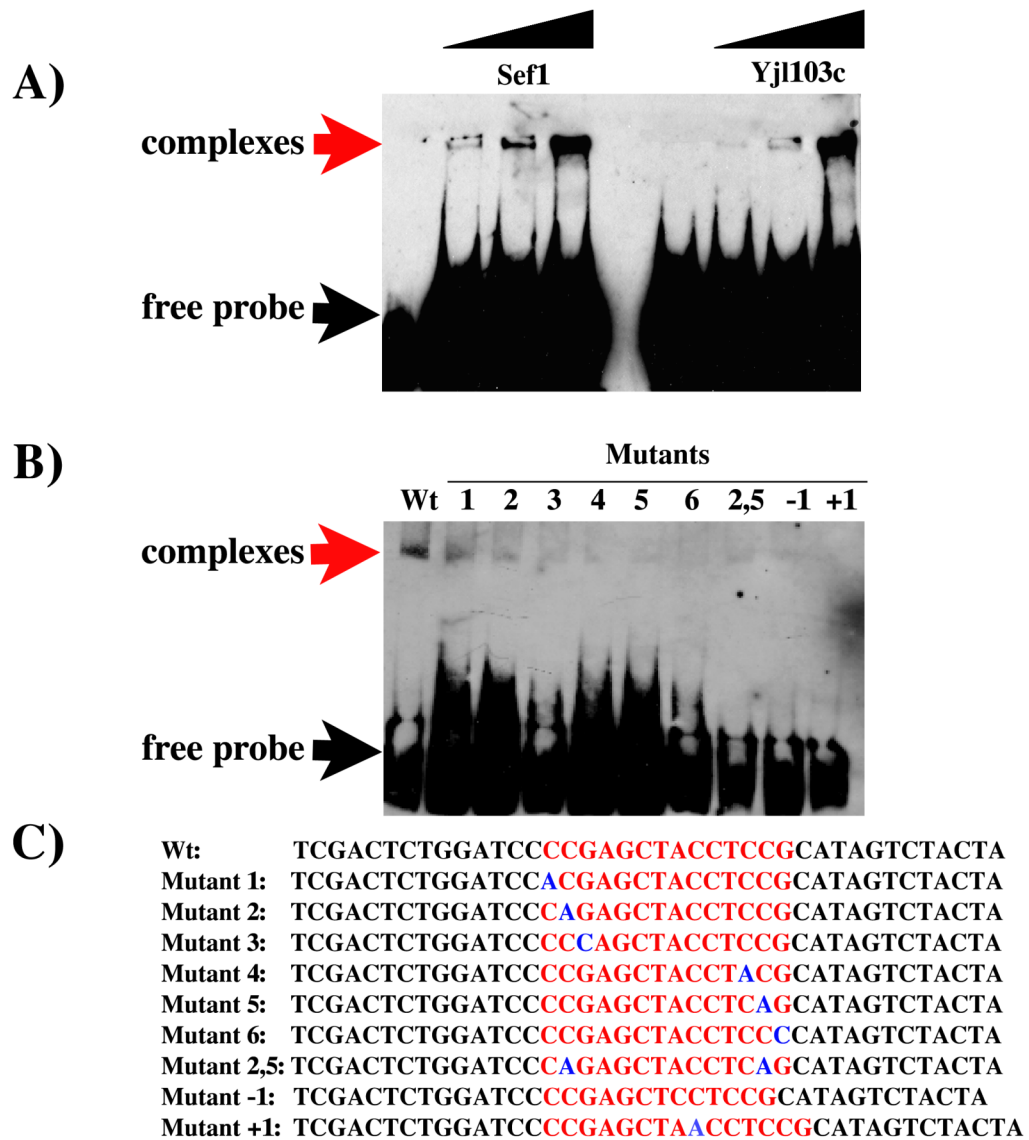 A)
Sef1 Yjl103c
complexes
free probe
B)
Mutants
Wt 1 2 3 4 5 6 2,5 -1 +1
complexes
free probe
C)
Wt: TCGACTCTGGATCCCCGAGCTACCTCCGCATAGTCTACTA
Mutant 1: TCGACTCTGGATCCACGAGCTACCTCCGCATAGTCTACTA
Mutant 2: TCGACTCTGGATCCCAGAGCTACCTCCGCATAGTCTACTA
Mutant 3: TCGACTCTGGATCCCCCAGCTACCTCCGCATAGTCTACTA
Mutant 4: TCGACTCTGGATCCCCGAGCTACCTACGCATAGTCTACTA
Mutant 5: TCGACTCTGGATCCCCGAGCTACCTCAGCATAGTCTACTA
Mutant 6: TCGACTCTGGATCCCCGAGCTACCTCCCCATAGTCTACTA
Mutant 2,5: TCGACTCTGGATCCCAGAGCTACCTCAGCATAGTCTACTA
Mutant -1: TCGACTCTGGATCCCCGAGCTCCTCCGCATAGTCTACTA
Mutant +1: TCGACTCTGGATCCCCGAGCTAACCTCCGCATAGTCTACTA